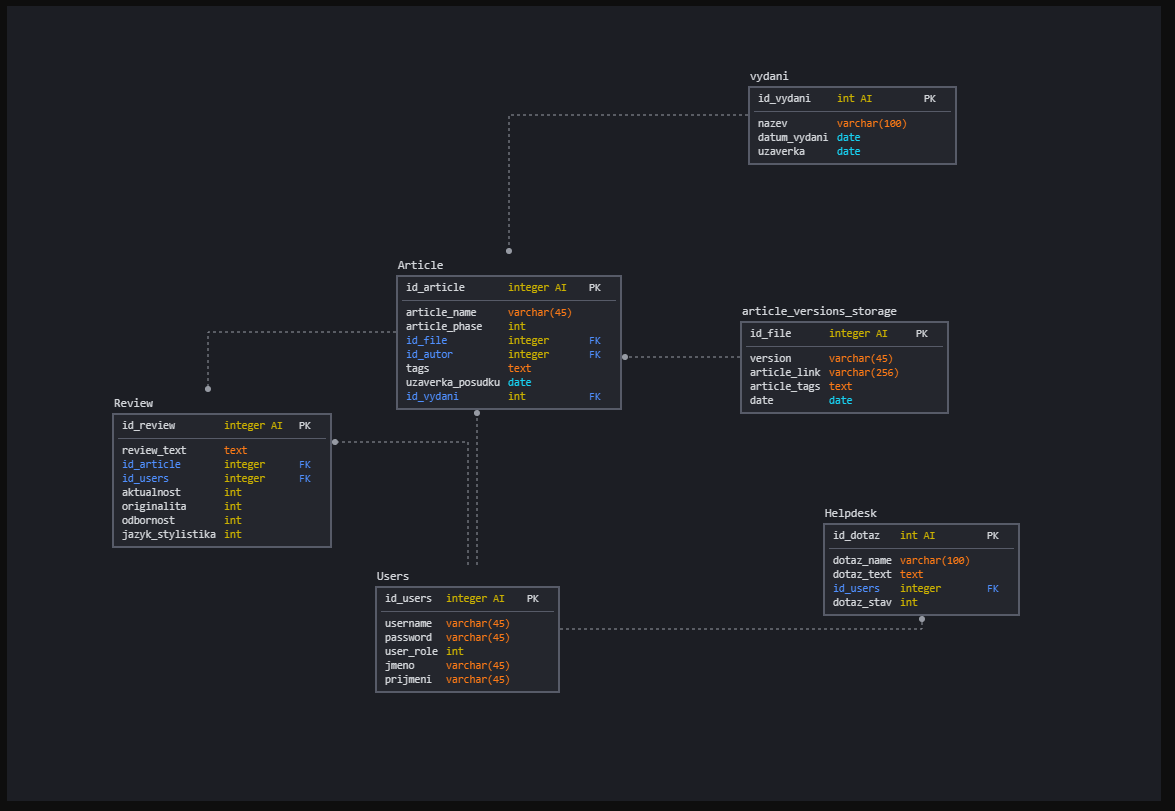 vydani
id_vydani int AI PK
nazev varchar(100)
datum_vydani date
uzaverka date
Article
id_article integer AI PK
article_name varchar(45)
article_phase int
id_file integer FK
id_autor integer FK
tags text
uzaverka_posudku date
id_vydani int FK
article_versions_storage
id_file integer AI PK
version varchar(45)
article_link varchar(256)
article_tags text
date date
Review
id_review integer AI PK
review_text text
id_article integer FK
id_users integer FK
aktualnost int
originalita int
odbornost int
jazyk_stylistika int
Helpdesk
id_dotaz int AI PK
dotaz_name varchar(100)
dotaz_text text
id_users integer FK
dotaz_stav int
Users
id_users integer AI PK
username varchar(45)
password varchar(45)
user_role int
jmeno varchar(45)
prijmeni varchar(45)